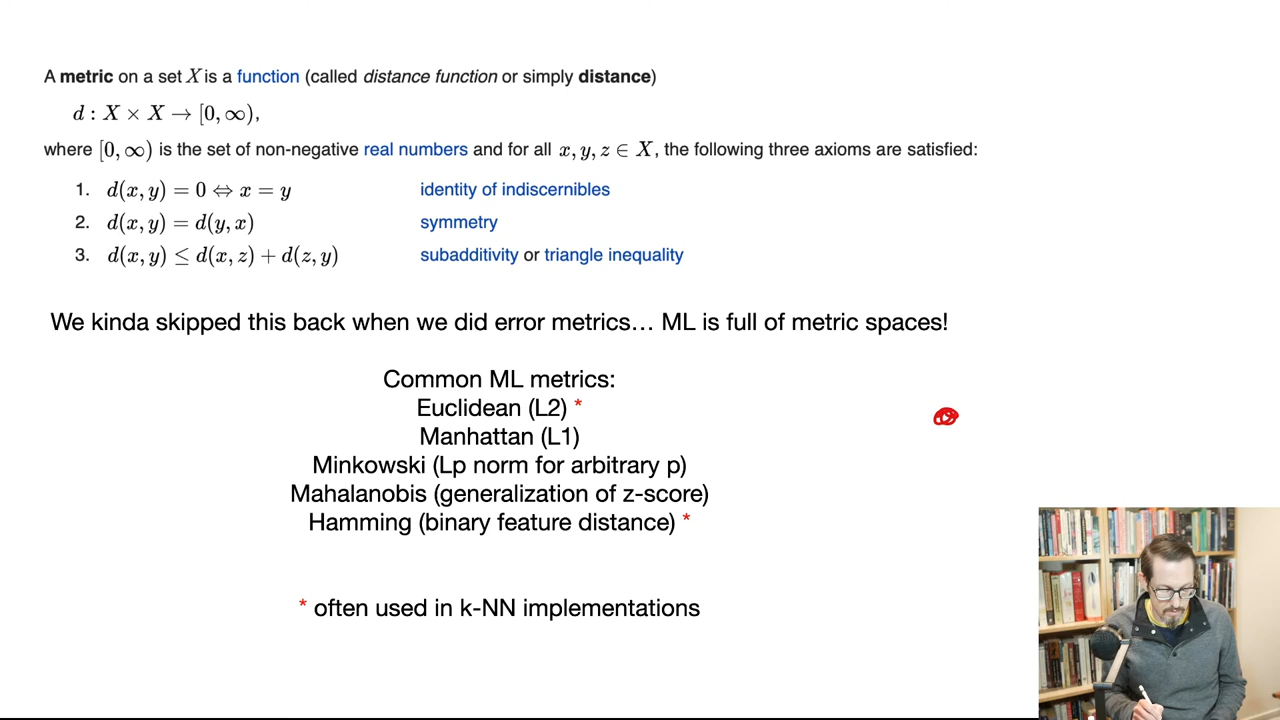 A metric on a set X is a function (called distance function or simply distance)
d : X × X → [0, ∞),
where [0, ∞) is the set of non-negative real numbers and for all x, y, z ∈ X, the following three axioms are satisfied:
1. d(x, y) = 0 ⇔ x = y identity of indiscernibles
2. d(x, y) = d(y, x) symmetry
3. d(x, y) ≤ d(x, z) + d(z, y) subadditivity or triangle inequality
We kinda skipped this back when we did error metrics… ML is full of metric spaces!
Common ML metrics:
Euclidean (L2) *
Manhattan (L1)
Minkowski (Lp norm for arbitrary p)
Mahalanobis (generalization of z-score)
Hamming (binary feature distance) *
* often used in k-NN implementations